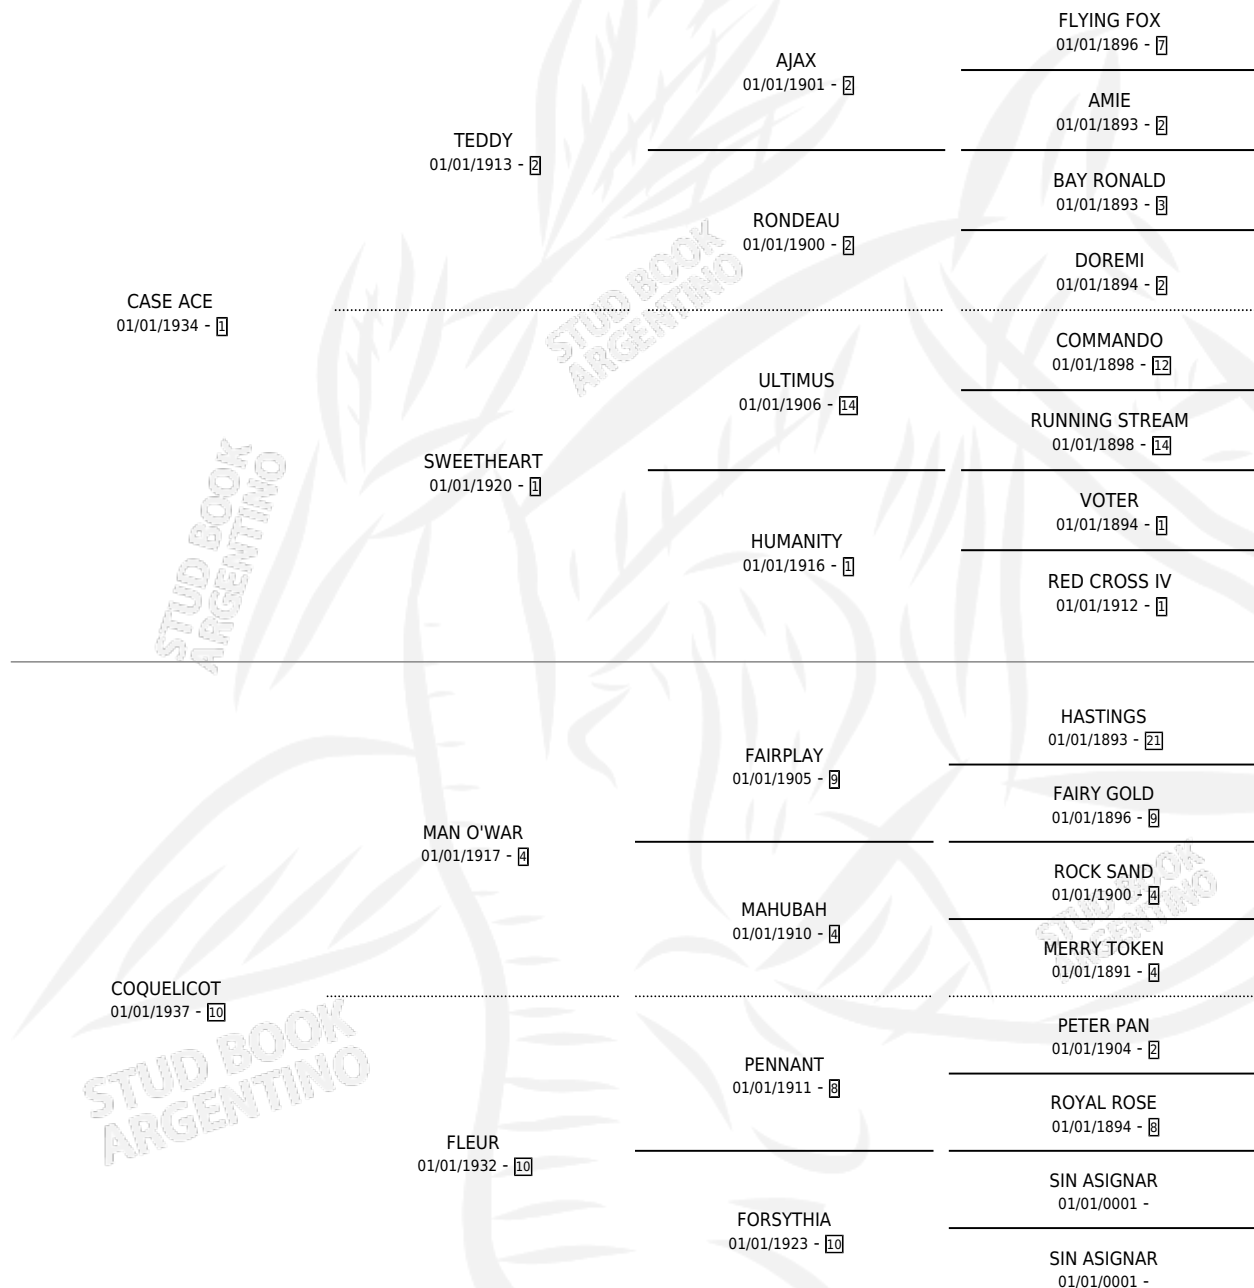 FLYING FOX
01/01/1896 - 7
AJAX
01/01/1901 - 2
AMIE
01/01/1893 - 2
TEDDY
01/01/1913 - 2
BAY RONALD
01/01/1893 - 3
RONDEAU
01/01/1900 - 2
DOREMI
01/01/1894 - 2
CASE ACE
01/01/1934 - 1
COMMANDO
01/01/1898 - 12
ULTIMUS
01/01/1906 - 14
RUNNING STREAM
01/01/1898 - 14
SWEETHEART
01/01/1920 - 1
VOTER
01/01/1894 - 1
HUMANITY
01/01/1916 - 1
RED CROSS IV
01/01/1912 - 1
HASTINGS
01/01/1893 - 21
FAIRPLAY
01/01/1905 - 9
FAIRY GOLD
01/01/1896 - 9
MAN O'WAR
01/01/1917 - 4
ROCK SAND
01/01/1900 - 4
MAHUBAH
01/01/1910 - 4
MERRY TOKEN
01/01/1891 - 4
COQUELICOT
01/01/1937 - 10
PETER PAN
01/01/1904 - 2
PENNANT
01/01/1911 - 8
ROYAL ROSE
01/01/1894 - 8
FLEUR
01/01/1932 - 10
SIN ASIGNAR
01/01/0001 -
FORSYTHIA
01/01/1923 - 10
SIN ASIGNAR
01/01/0001 -
STUD BOOK
ARGENTINO
STUD BOOK
ARGENTINO
STUD BOOK
ARGENTINO
STUD BOOK
ARGENTINO